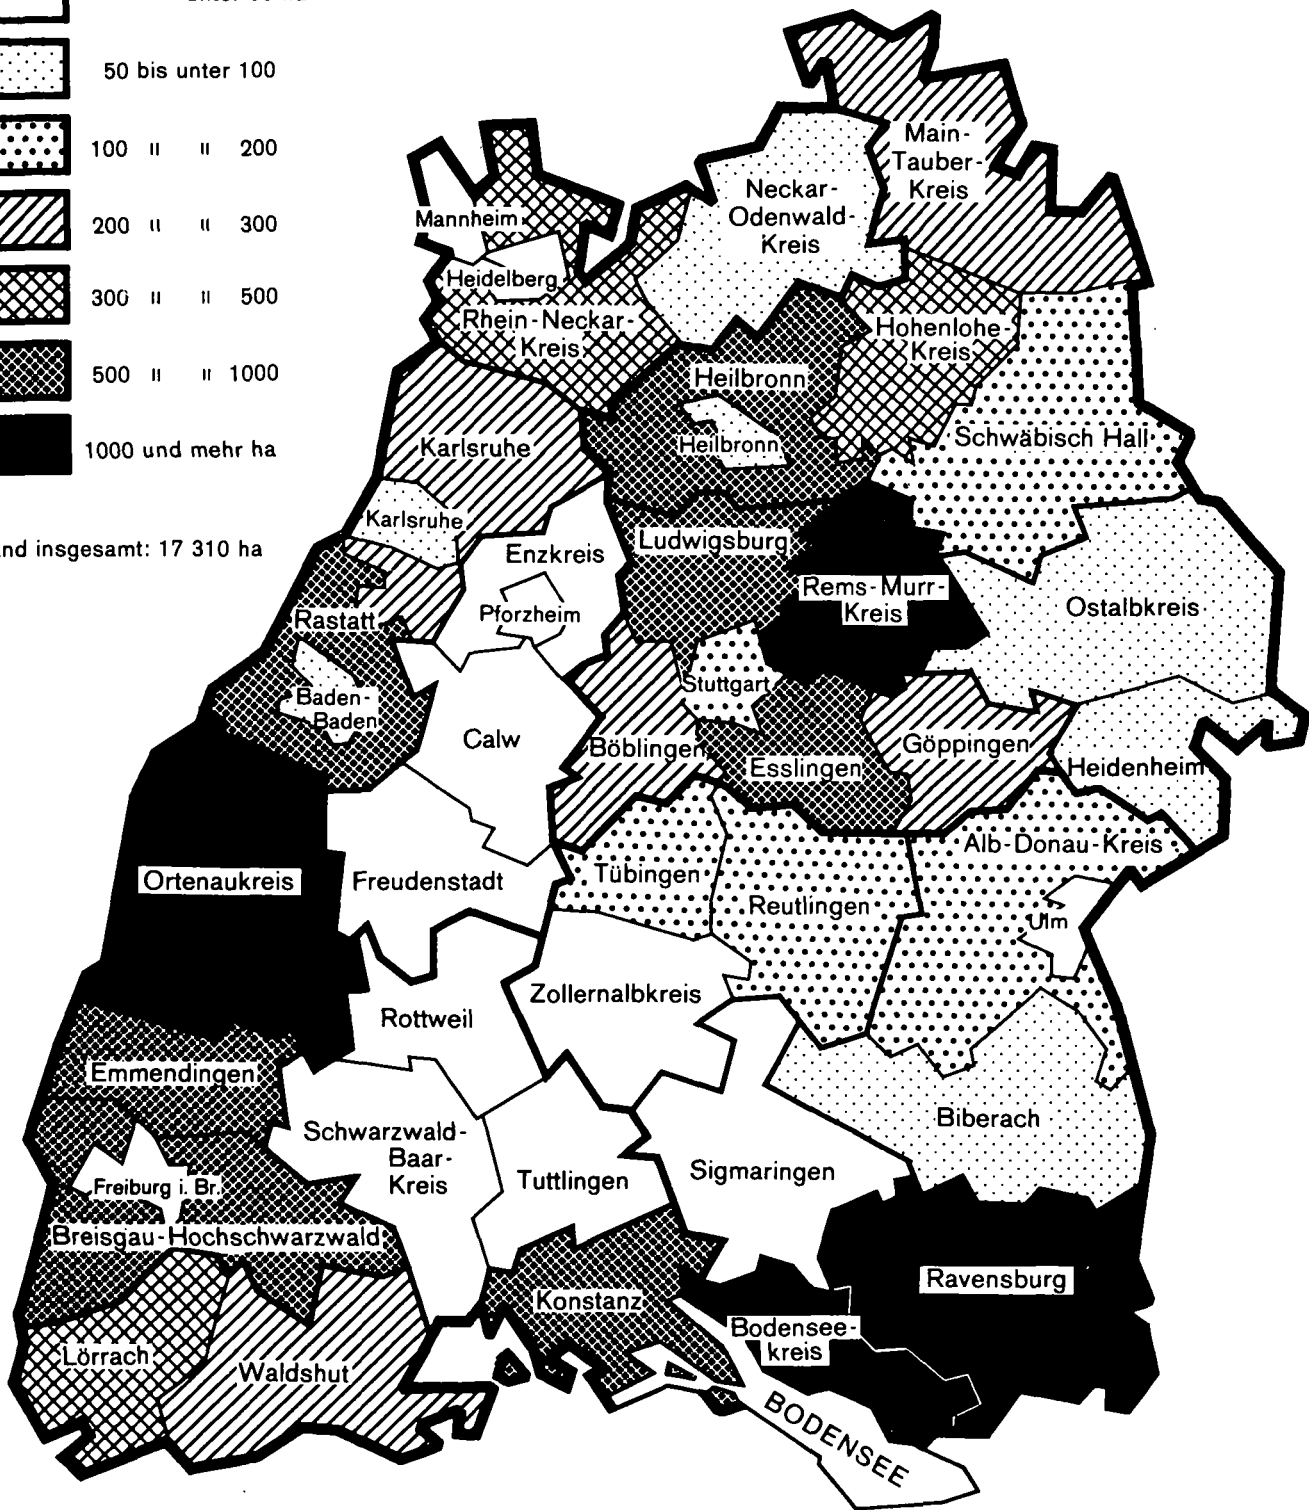 50 bis unter 100
100 " " 200
200 " " 300
300 " " 500
500 " " 1000
1000 und mehr ha
and insgesamt: 17 310 ha
Main-
Tauber-
Kreis
Neckar-
Odenwald-
Kreis
Mannheim
Heidelberg
Rhein-Neckar-
Kreis
Hohenlohe-
Kreis
Heilbronn
Heilbronn
Schwäbisch Hall
Karlsruhe
Karlsruhe
Enzkreis
Pforzheim
Ludwigsburg
Rems-Murr-
Kreis
Ostalbkreis
Rastatt
Baden-
Baden
Calw
Stuttgart
Böblingen
Esslingen
Göppingen
Heidenheim
Ortenaukreis
Freudenstadt
Tübingen
Reutlingen
Alb-Donau-Kreis
Ulm
Rottweil
Zollernalbkreis
Emmendingen
Schwarzwald-
Baar-
Kreis
Tuttlingen
Sigmaringen
Biberach
Freiburg i. Br.
Breisgau-Hochschwarzwald
Konstanz
Ravensburg
Bodensee-
kreis
Lörrach
Waldshut
BODENSEE